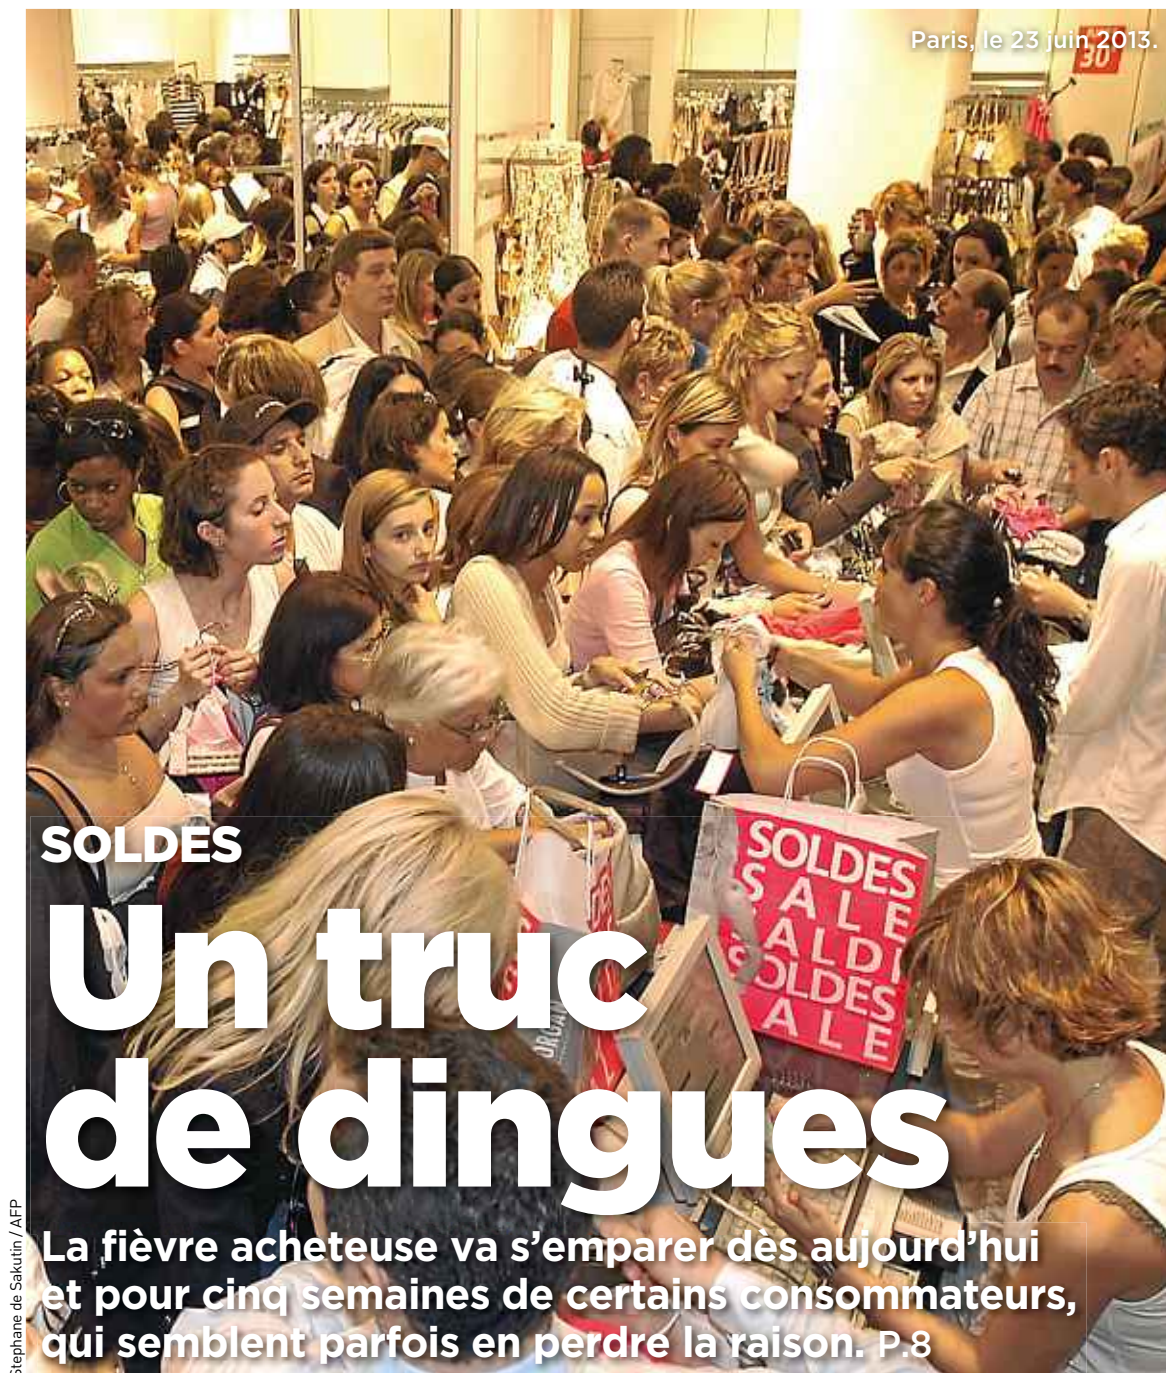 Paris, le 23 juin 2013.
30
SOLDES
SALE
SALDI
SOLDES
SALE
SOLDES
Un truc
de dingues
La fièvre acheteuse va s’emparer dès aujourd’hui
et pour cinq semaines de certains consommateurs,
qui semblent parfois en perdre la raison. P.8
Stephane de Sakutin / AFP